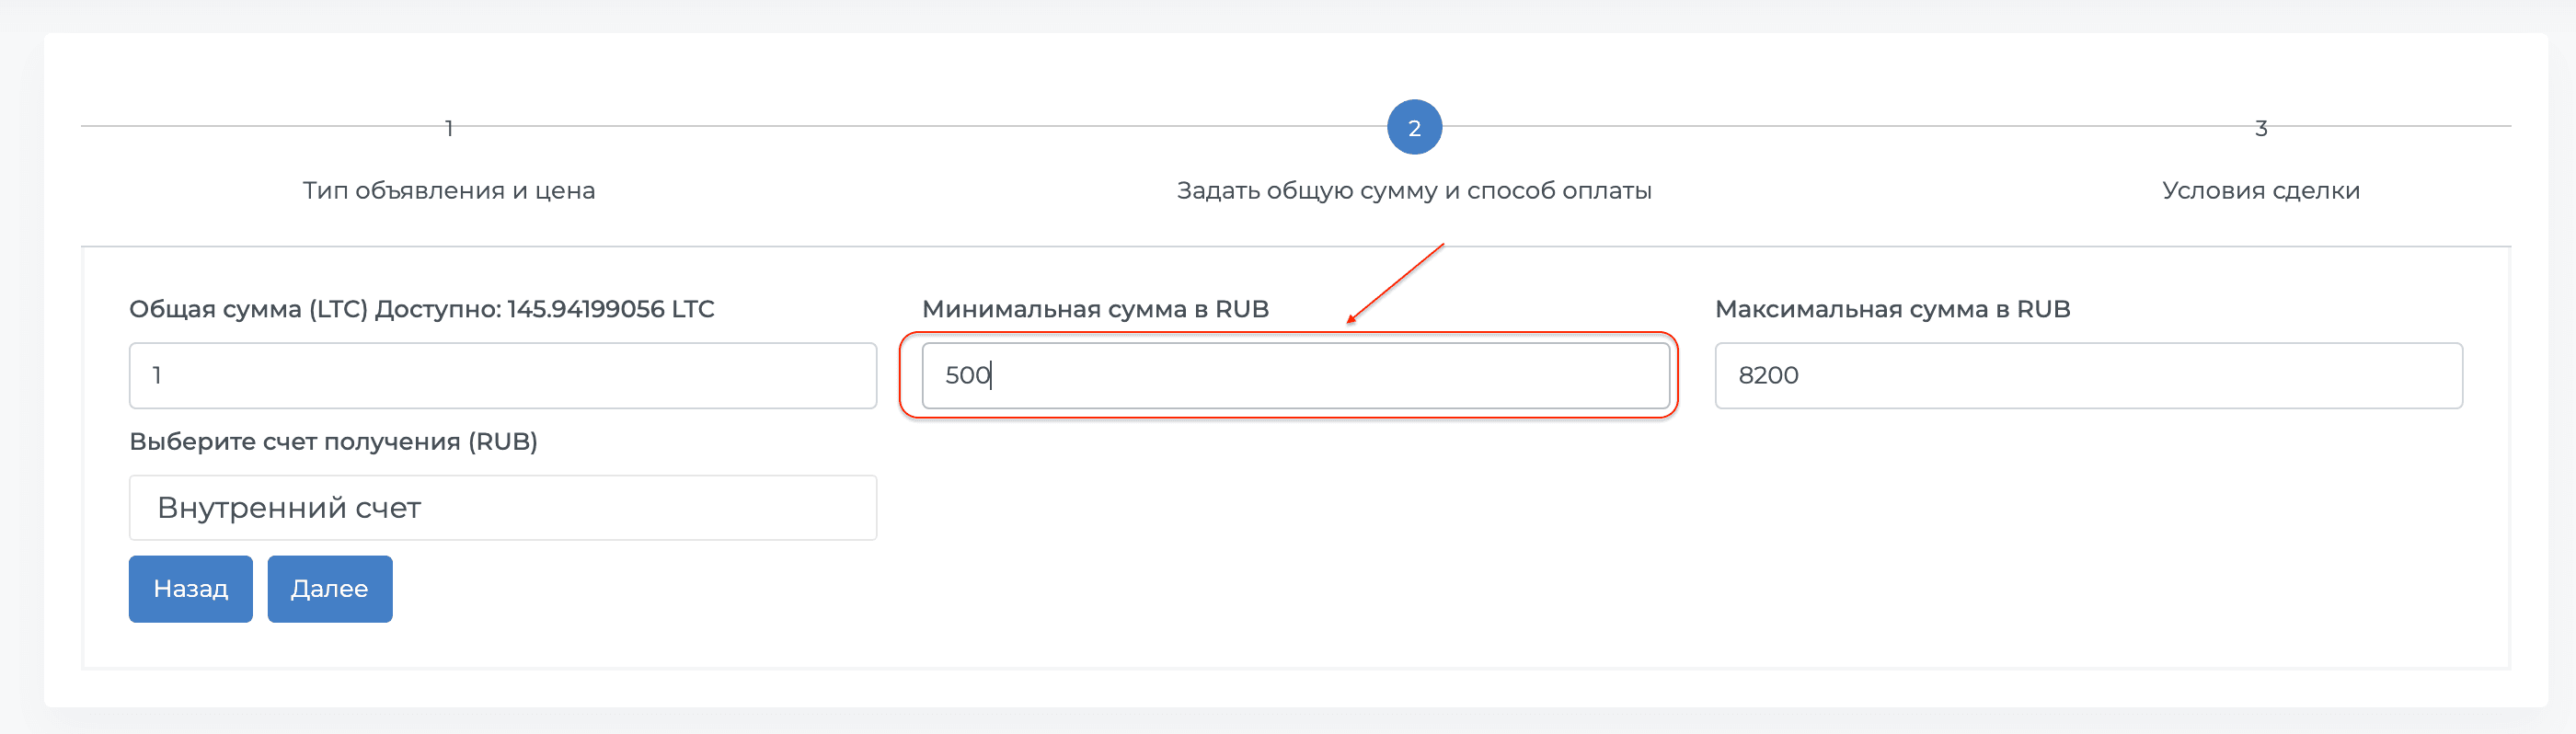 1
2
3
Тип объявления и цена
Задать общую сумму и способ оплаты
Условия сделки
Общая сумма (LTC) Доступно: 145.94199056 LTC
Минимальная сумма в RUB
Максимальная сумма в RUB
1
500
8200
Выберите счет получения (RUB)
Внутренний счет
Назад
Далее